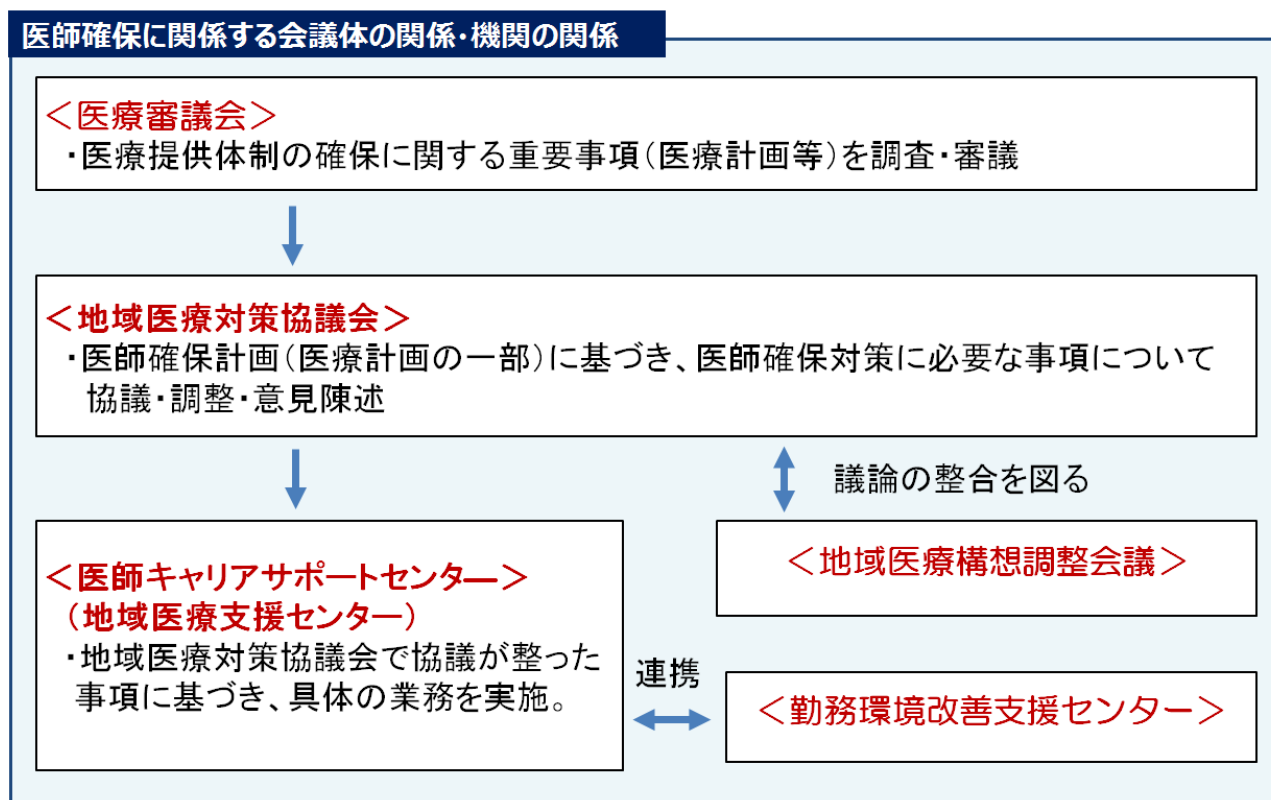 医師確保に関係する会議体の関係・機関の関係
＜医療審議会＞
・医療提供体制の確保に関する重要事項（医療計画等）を調査・審議
＜地域医療対策協議会＞
・医師確保計画（医療計画の一部）に基づき、医師確保対策に必要な事項について
協議・調整・意見陳述
議論の整合を図る
＜地域医療構想調整会議＞
＜医師キャリアサポートセンター＞
（地域医療支援センター）
・地域医療対策協議会で協議が整った
事項に基づき、具体の業務を実施。
連携
＜勤務環境改善支援センター＞